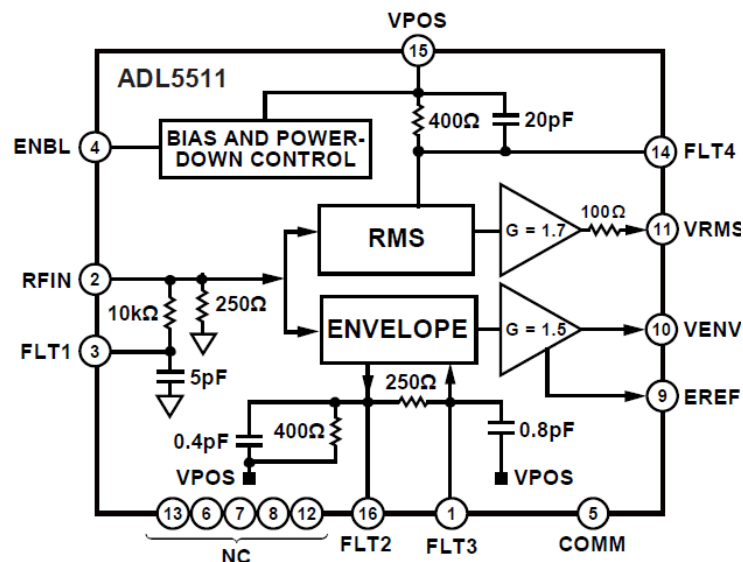 VPOS
15
ADL5511
400Ω
20pF
ENBL
4
BIAS AND POWER-
DOWN CONTROL
14
FLT4
RMS
G = 1.7
100Ω
11
VRMS
RFIN
2
10kΩ
250Ω
ENVELOPE
G = 1.5
10
VENV
FLT1
3
5pF
250Ω
9
EREF
0.4pF
400Ω
0.8pF
VPOS
VPOS
13
6
7
8
12
16
1
5
NC
FLT2
FLT3
COMM